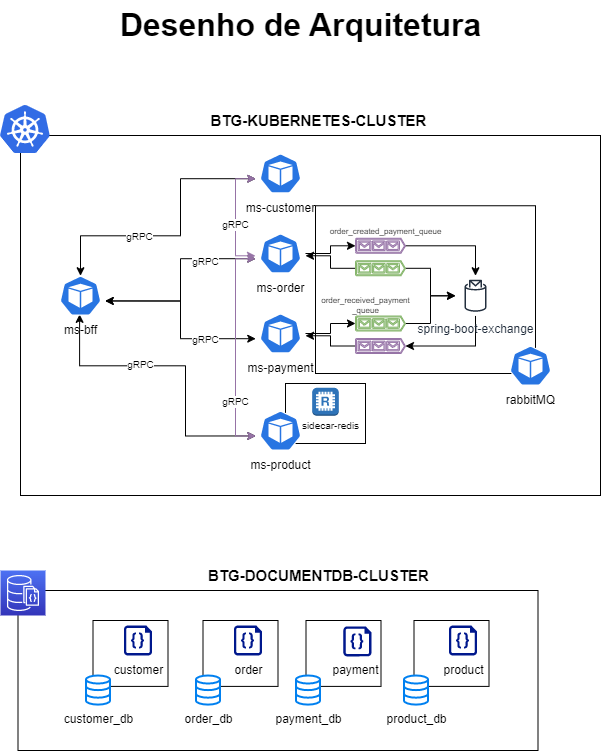 Desenho de Arquitetura
BTG-KUBERNETES-CLUSTER
ms-customer
gRPC
gRPC
order_created_payment_queue
gRPC
ms-order
ms-bff
order_received_payment
_queue
spring-boot-exchange
gRPC
ms-payment
gRPC
rabbitMQ
gRPC
R
sidecar-redis
ms-product
BTG-DOCUMENTDB-CLUSTER
{}
{}
{}
{}
{}
customer
order
payment
product
customer_db
order_db
payment_db
product_db